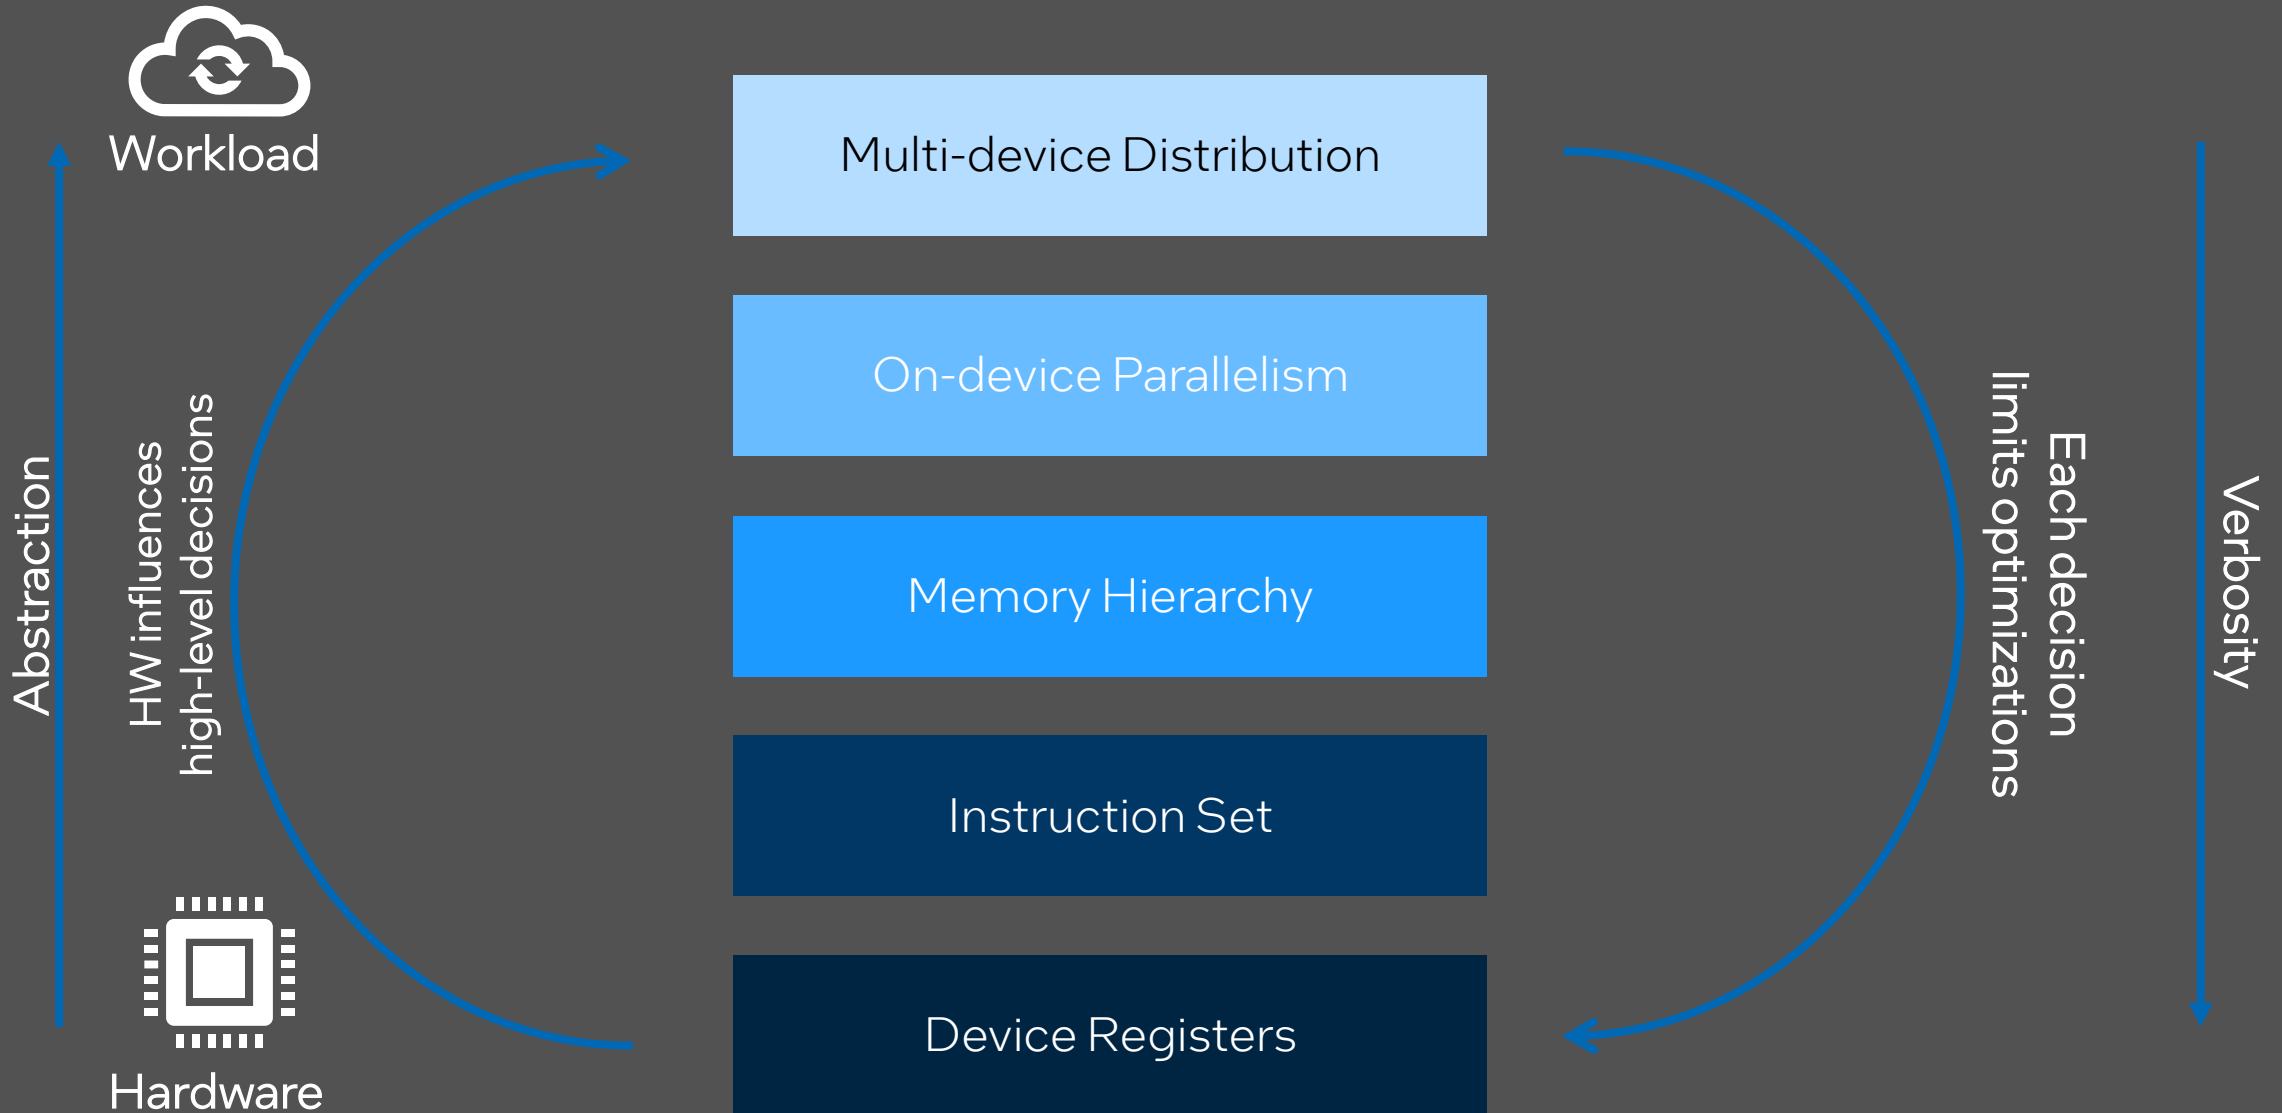 Workload
Multi-device Distribution
On-device Parallelism
Memory Hierarchy
Instruction Set
Device Registers
Hardware
Abstraction
HW influences
high-level decisions
Each decision
limits optimizations
Verbosity